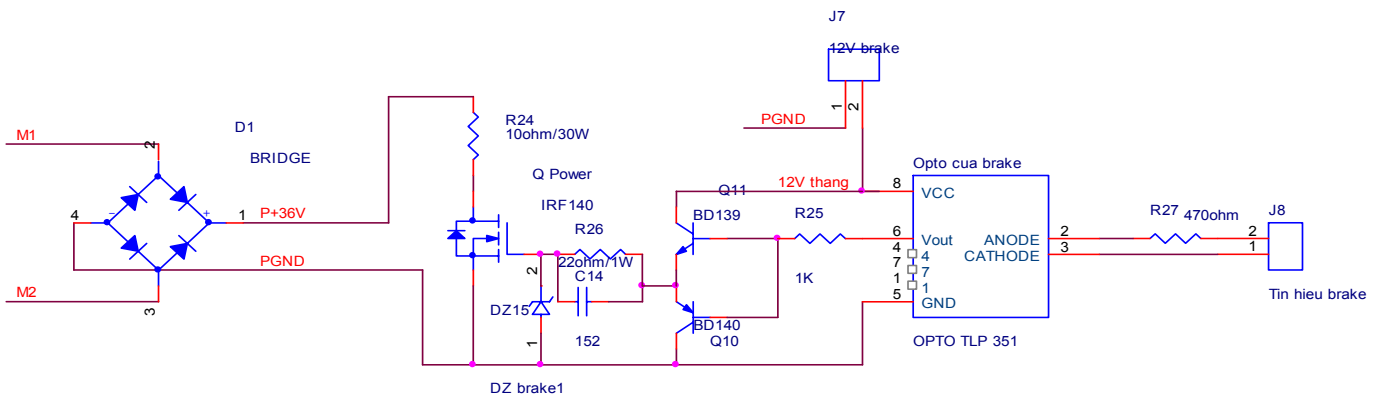 J7
12V brake
1
2
PGND
M1
2
D1
BRIDGE
R24
10ohm/30W
Q Power
IRF140
Opto cua brake
12V thang
8
VCC
Q11
BD139
R25
R26
22ohm/1W
C14
1K
6
Vout
4
4
7
7
1
1
5
GND
ANODE
CATHODE
2
3
R27
470ohm
J8
2
1
4
-
+
1
P+36V
PGND
M2
3
2
DZ15
1
152
BD140
Q10
OPTO TLP 351
Tin hieu brake
DZ brake1